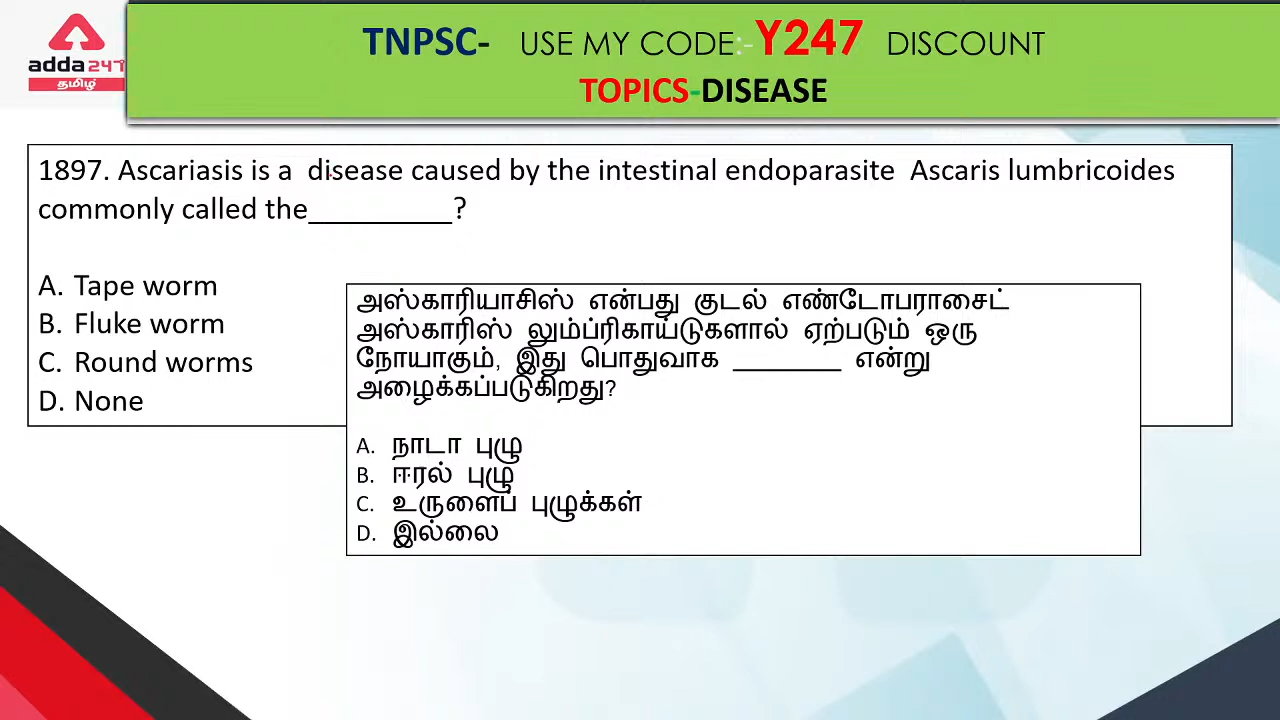 adda247
தமிழ்
TNPSC- USE MY CODE:-Y247 DISCOUNT
TOPICS-DISEASE
1897. Ascariasis is a disease caused by the intestinal endoparasite Ascaris lumbricoides
commonly called the__________?
A. Tape worm
B. Fluke worm
C. Round worms
D. None
அஸ்காரியாசிஸ் என்பது குடல் எண்டோபராசைட்
அஸ்காரிஸ் லும்ப்ரிகாய்டுகளால் ஏற்படும் ஒரு
நோயாகும், இது பொதுவாக ________ என்று
அழைக்கப்படுகிறது?
A. நாடா புழு
B. ஈரல் புழு
C. உருளைப் புழுக்கள்
D. இல்லை